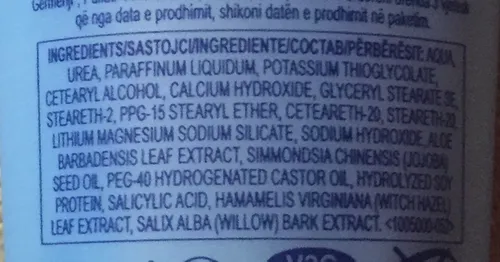 që nga data e prodhimit, shikoni datën e prodhimit në paketim.
INGREDIENTS/SASTOJCI/INGREDIENTE/СОСТАВ/PËRBËRËSIT: AQUA,
UREA, PARAFFINUM LIQUIDUM, POTASSIUM THIOGLYCOLATE,
CETEARYL ALCOHOL, CALCIUM HYDROXIDE, GLYCERYL STEARATE SE,
STEARETH-2, PPG-15 STEARYL ETHER, CETEARETH-20, STEARETH-20,
LITHIUM MAGNESIUM SODIUM SILICATE, SODIUM HYDROXIDE, ALOE
BARBADENSIS LEAF EXTRACT, SIMMONDSIA CHINENSIS (JOJOBA)
SEED OIL, PEG-40 HYDROGENATED CASTOR OIL, HYDROLYZED SOY
PROTEIN, SALICYLIC ACID, HAMAMELIS VIRGINIANA (WITCH HAZEL)
LEAF EXTRACT, SALIX ALBA (WILLOW) BARK EXTRACT.